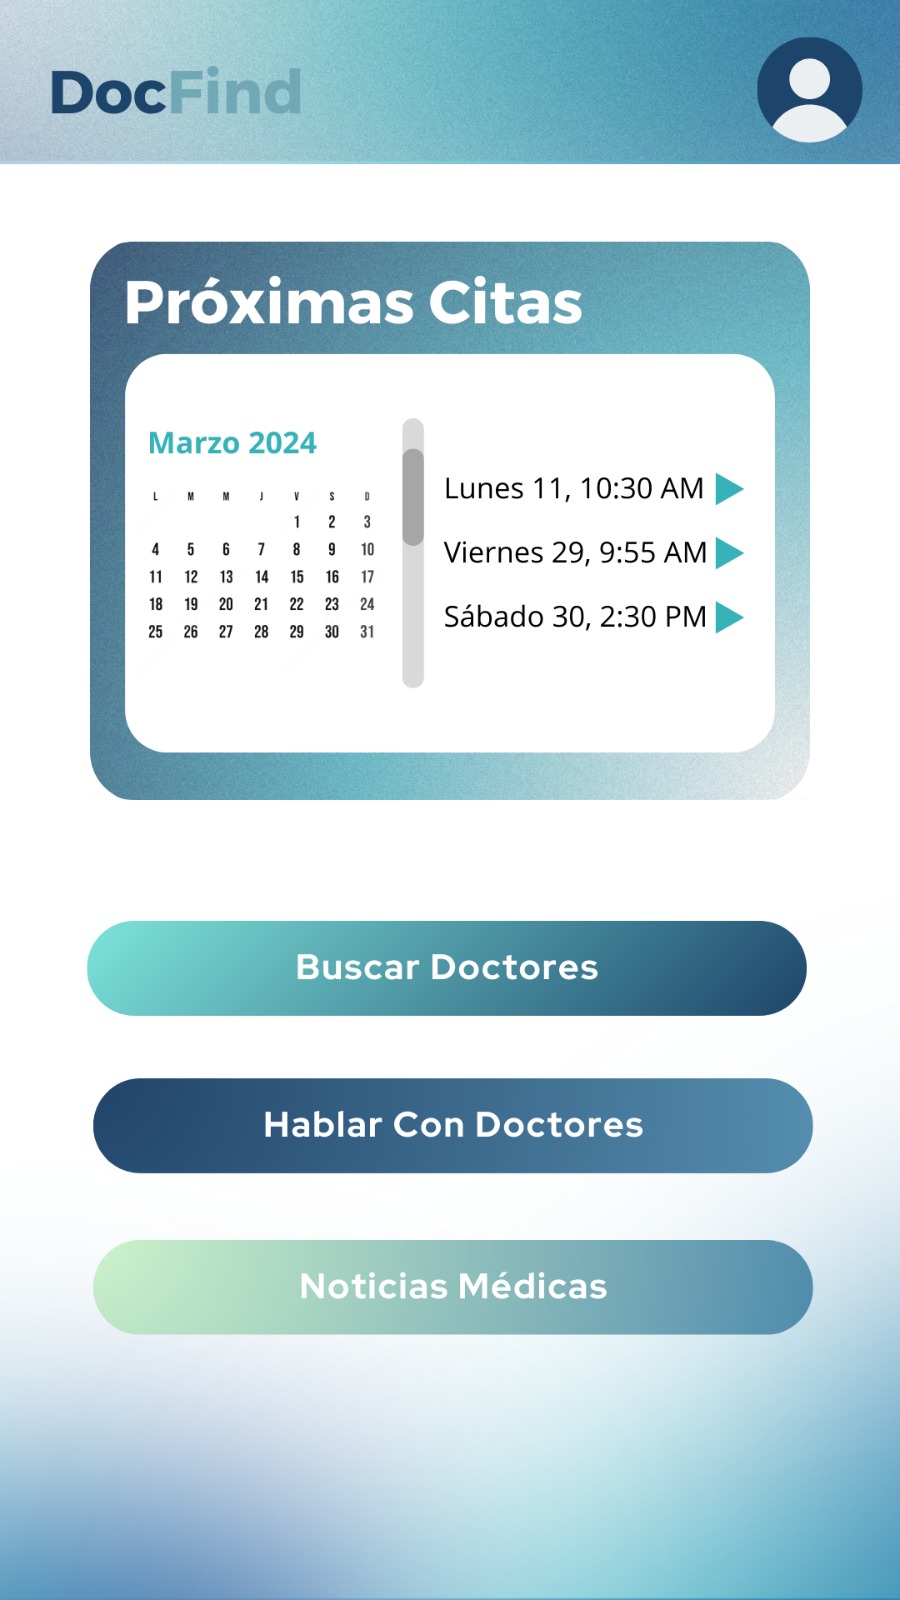 DocFind
Próximas Citas
Marzo 2024
L M M J V S D
1 2 3
4 5 6 7 8 9 10
11 12 13 14 15 16 17
18 19 20 21 22 23 24
25 26 27 28 29 30 31
Lunes 11, 10:30 AM
Viernes 29, 9:55 AM
Sábado 30, 2:30 PM
Buscar Doctores
Hablar Con Doctores
Noticias Médicas